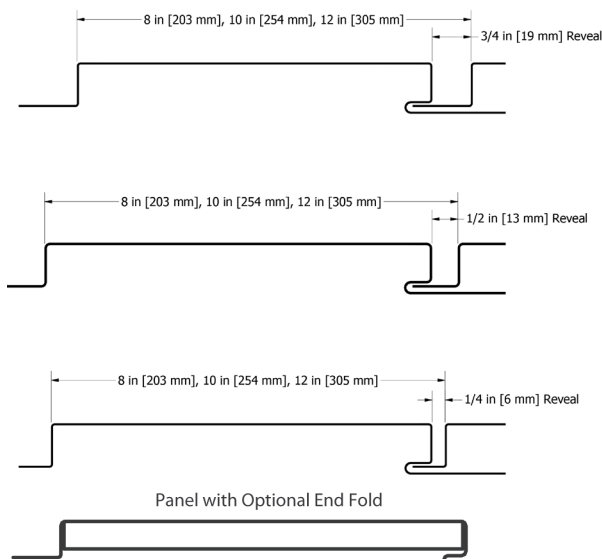 8 in [203 mm], 10 in [254 mm], 12 in [305 mm]
3/4 in [19 mm] Reveal
8 in [203 mm], 10 in [254 mm], 12 in [305 mm]
1/2 in [13 mm] Reveal
8 in [203 mm], 10 in [254 mm], 12 in [305 mm]
1/4 in [6 mm] Reveal
Panel with Optional End Fold